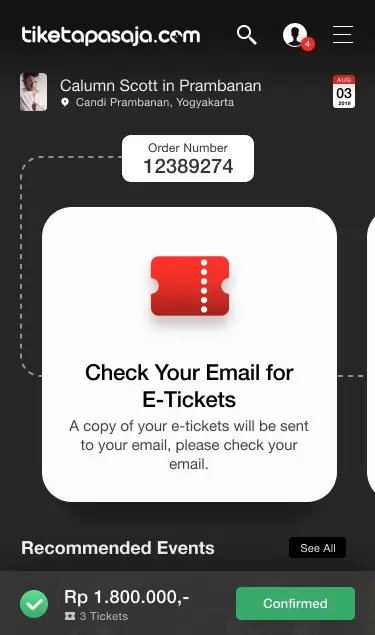 tiketapasaja.com
4
Calumn Scott in Prambanan
Candi Prambanan, Yogyakarta
AUG
03
2019
Order Number
12389274
Check Your Email for
E-Tickets
A copy of your e-tickets will be sent
to your email, please check your
email.
Recommended Events
See All
Rp 1.800.000,-
3 Tickets
Confirmed